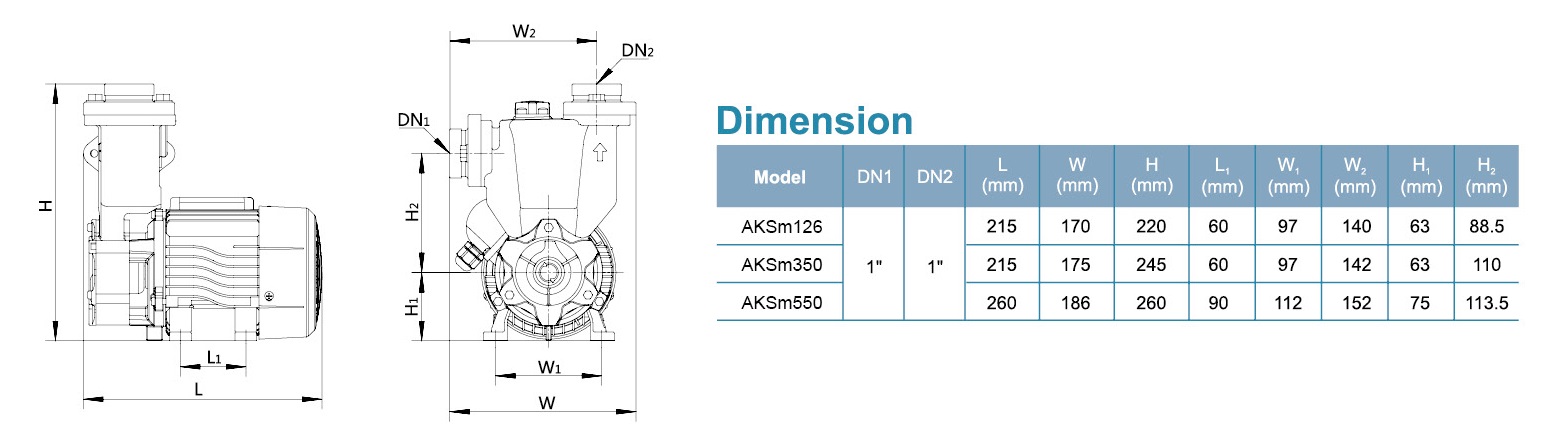 W2
DN2
DN1
H
H2
H1
L1
L
W1
W
Dimension
Model DN1 DN2 L (mm) W (mm) H (mm) L1 (mm) W1 (mm) W2 (mm) H1 (mm) H2 (mm)
AKSm126 1" 1" 215 170 220 60 97 140 63 88.5
AKSm350 215 175 245 60 97 142 63 110
AKSm550 260 186 260 90 112 152 75 113.5